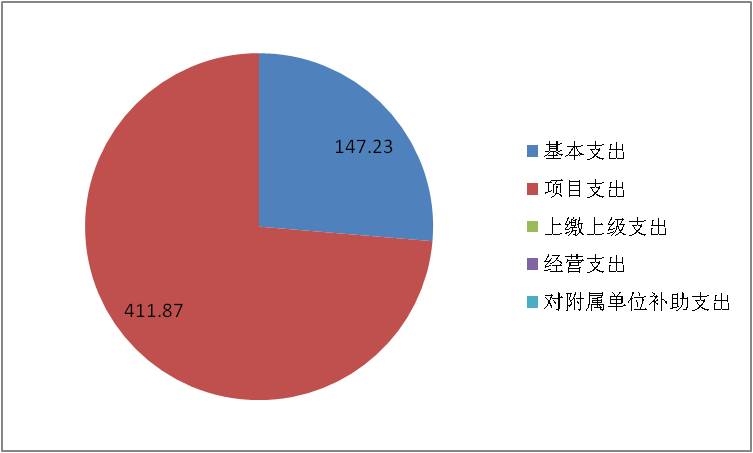 147.23
411.87
基本支出
项目支出
上缴上级支出
经营支出
对附属单位补助支出